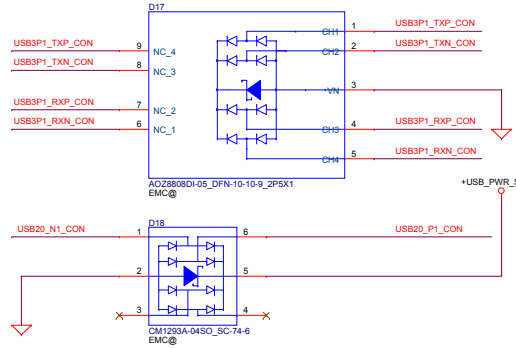 D17
USB3P1_TXP_CON 9 NC_4 CH1 1 USB3P1_TXP_CON
USB3P1_TXN_CON 8 NC_3 CH2 2 USB3P1_TXN_CON
VN 3
USB3P1_RXP_CON 7 NC_2 CH3 4 USB3P1_RXP_CON
USB3P1_RXN_CON 6 NC_1 CH4 5 USB3P1_RXN_CON
AOZ8808DI-05_DFN-10-10-9_2P5X1
EMC@
+USB_PWR_S
D18
USB20_N1_CON 1 6 USB20_P1_CON
2 5
3 4
CM1293A-04SO_SC-74-6
EMC@